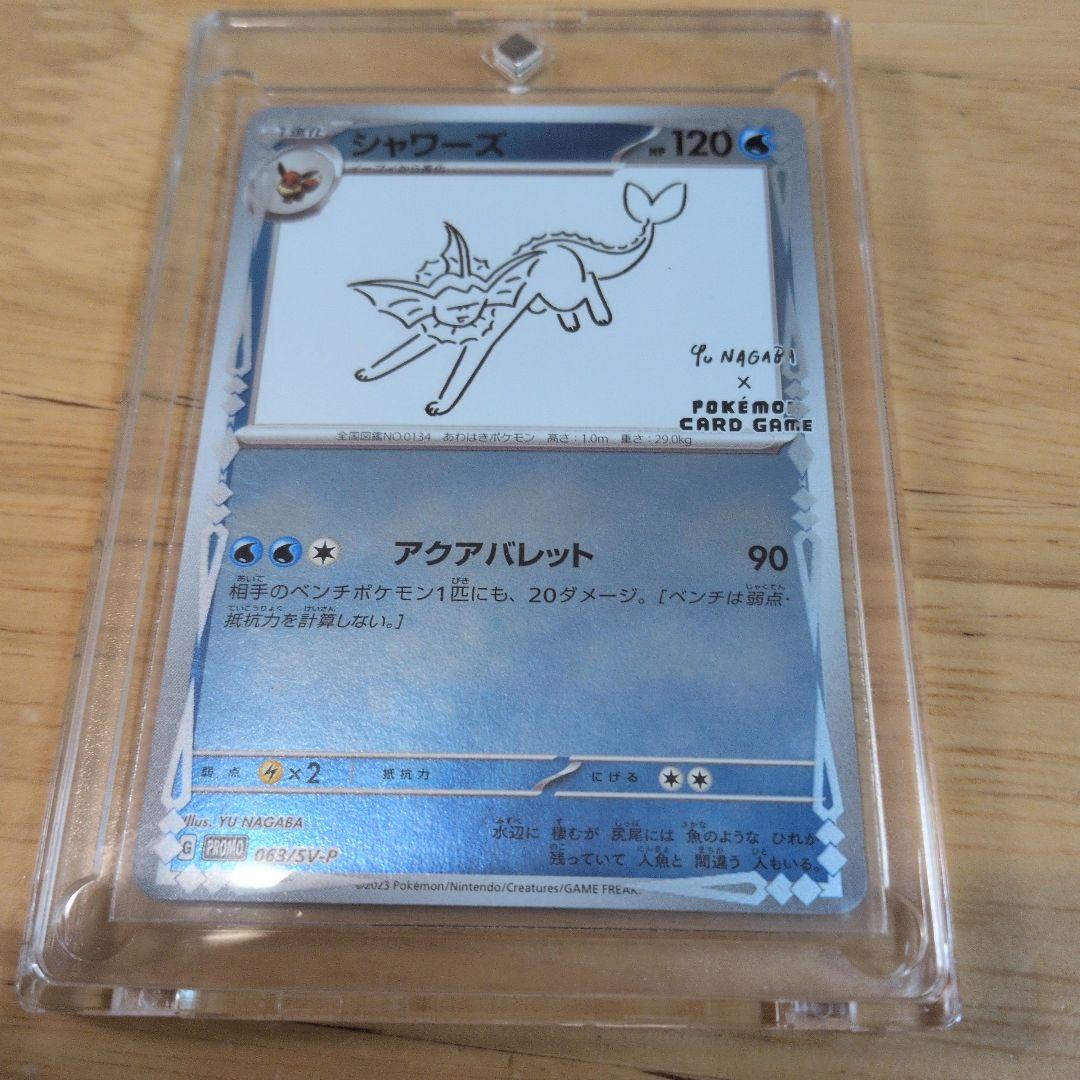 1進化
シャワーズ
HP 120
イーブイから進化
Yu NAGABA
×
POKÉMON
CARD GAME
全国図鑑NO.0134 あわはきポケモン 高さ:1.0m 重さ:29.0kg
アクアバレット 90
相手のベンチポケモン1匹にも、20ダメージ。[ベンチは弱点・
抵抗力を計算しない。]
弱点 ×2 抵抗力 にげる
Illus. YU NAGABA
水辺に 棲むが 尻尾には 魚のような ひれが
残っていて 人魚と 間違う 人もいる。
G PROMO 063/SV-P
©2023 Pokémon/Nintendo/Creatures/GAME FREAK.